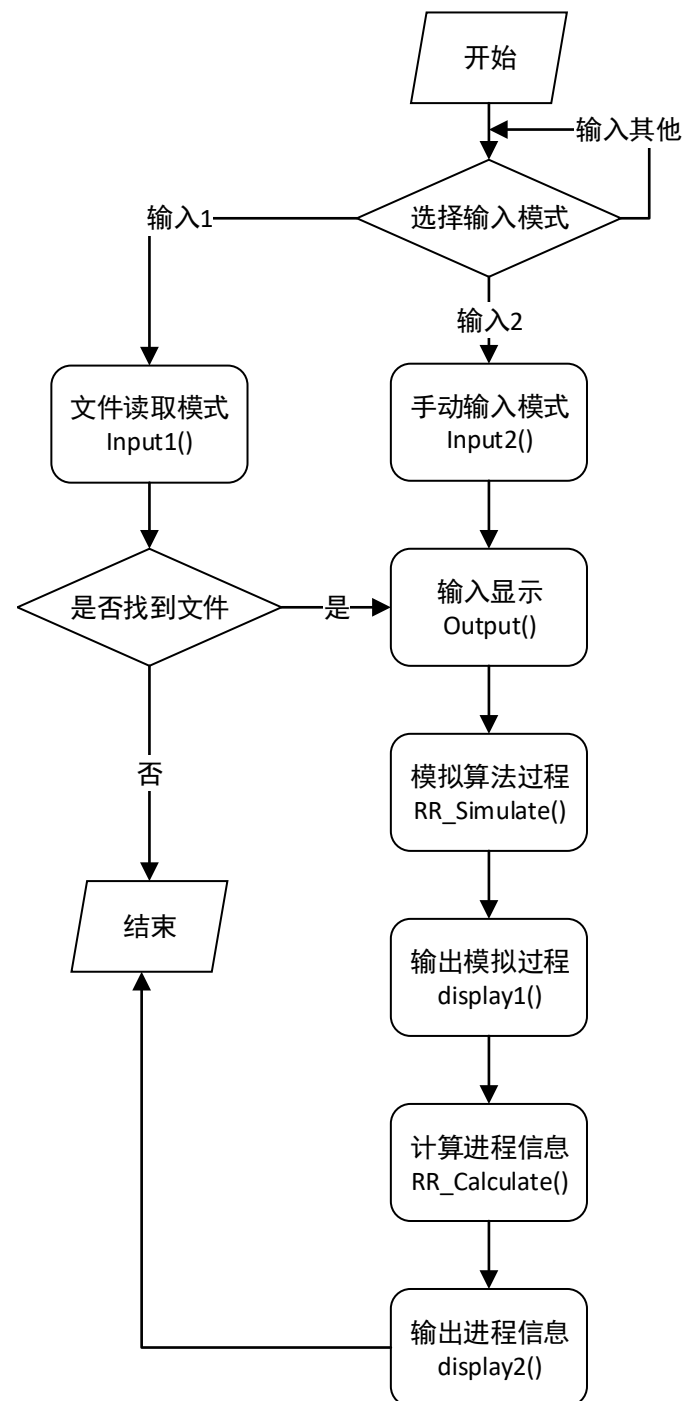 开始
输入其他
选择输入模式
输入1
输入2
文件读取模式
Input1()
手动输入模式
Input2()
是否找到文件
是
输入显示
Output()
否
模拟算法过程
RR_Simulate()
结束
输出模拟过程
display1()
计算进程信息
RR_Calculate()
输出进程信息
display2()